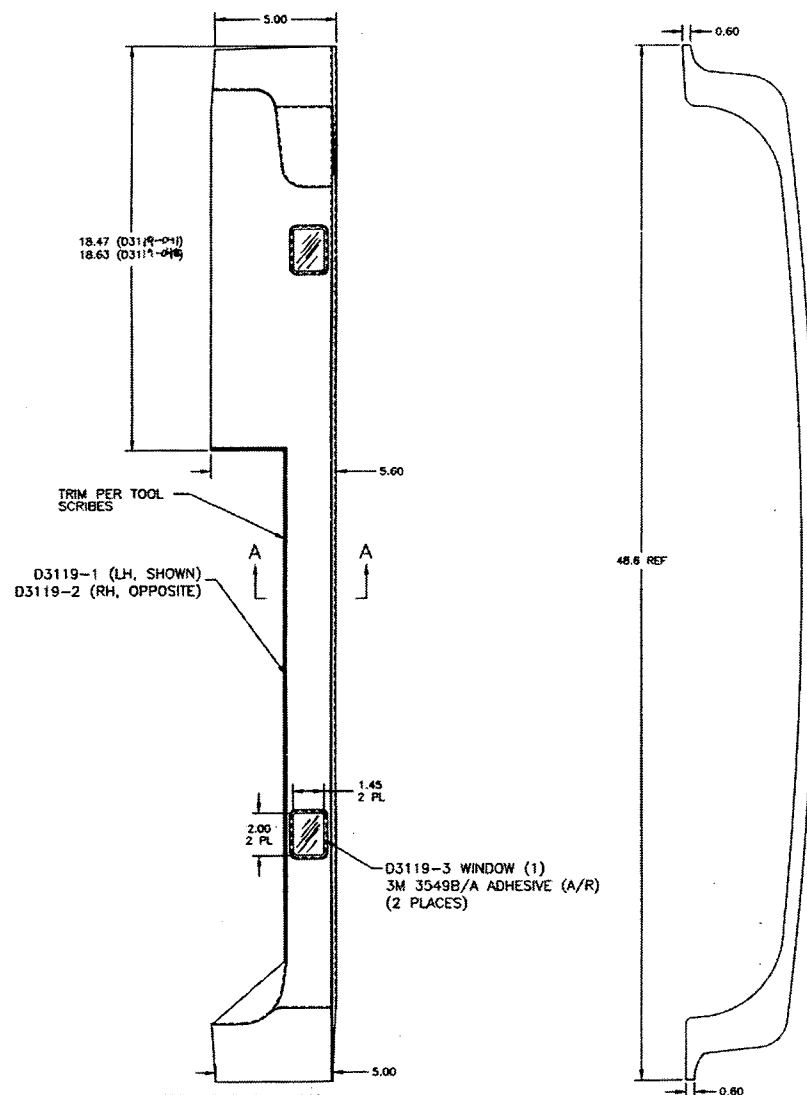 5.00
0.60
18.47 (D3119-041)
18.63
5.60
TRIM PER TOOL
SCRIBES
A A
D3119-1 (LH, SHOWN)
D3119-2 (RH, OPPOSITE)
48.6 REF
1.45
2 PL
2.00
2 PL
D3119-3 WINDOW (1)
3M 3549B/A ADHESIVE (A/R)
(2 PLACES)
5.00
0.60